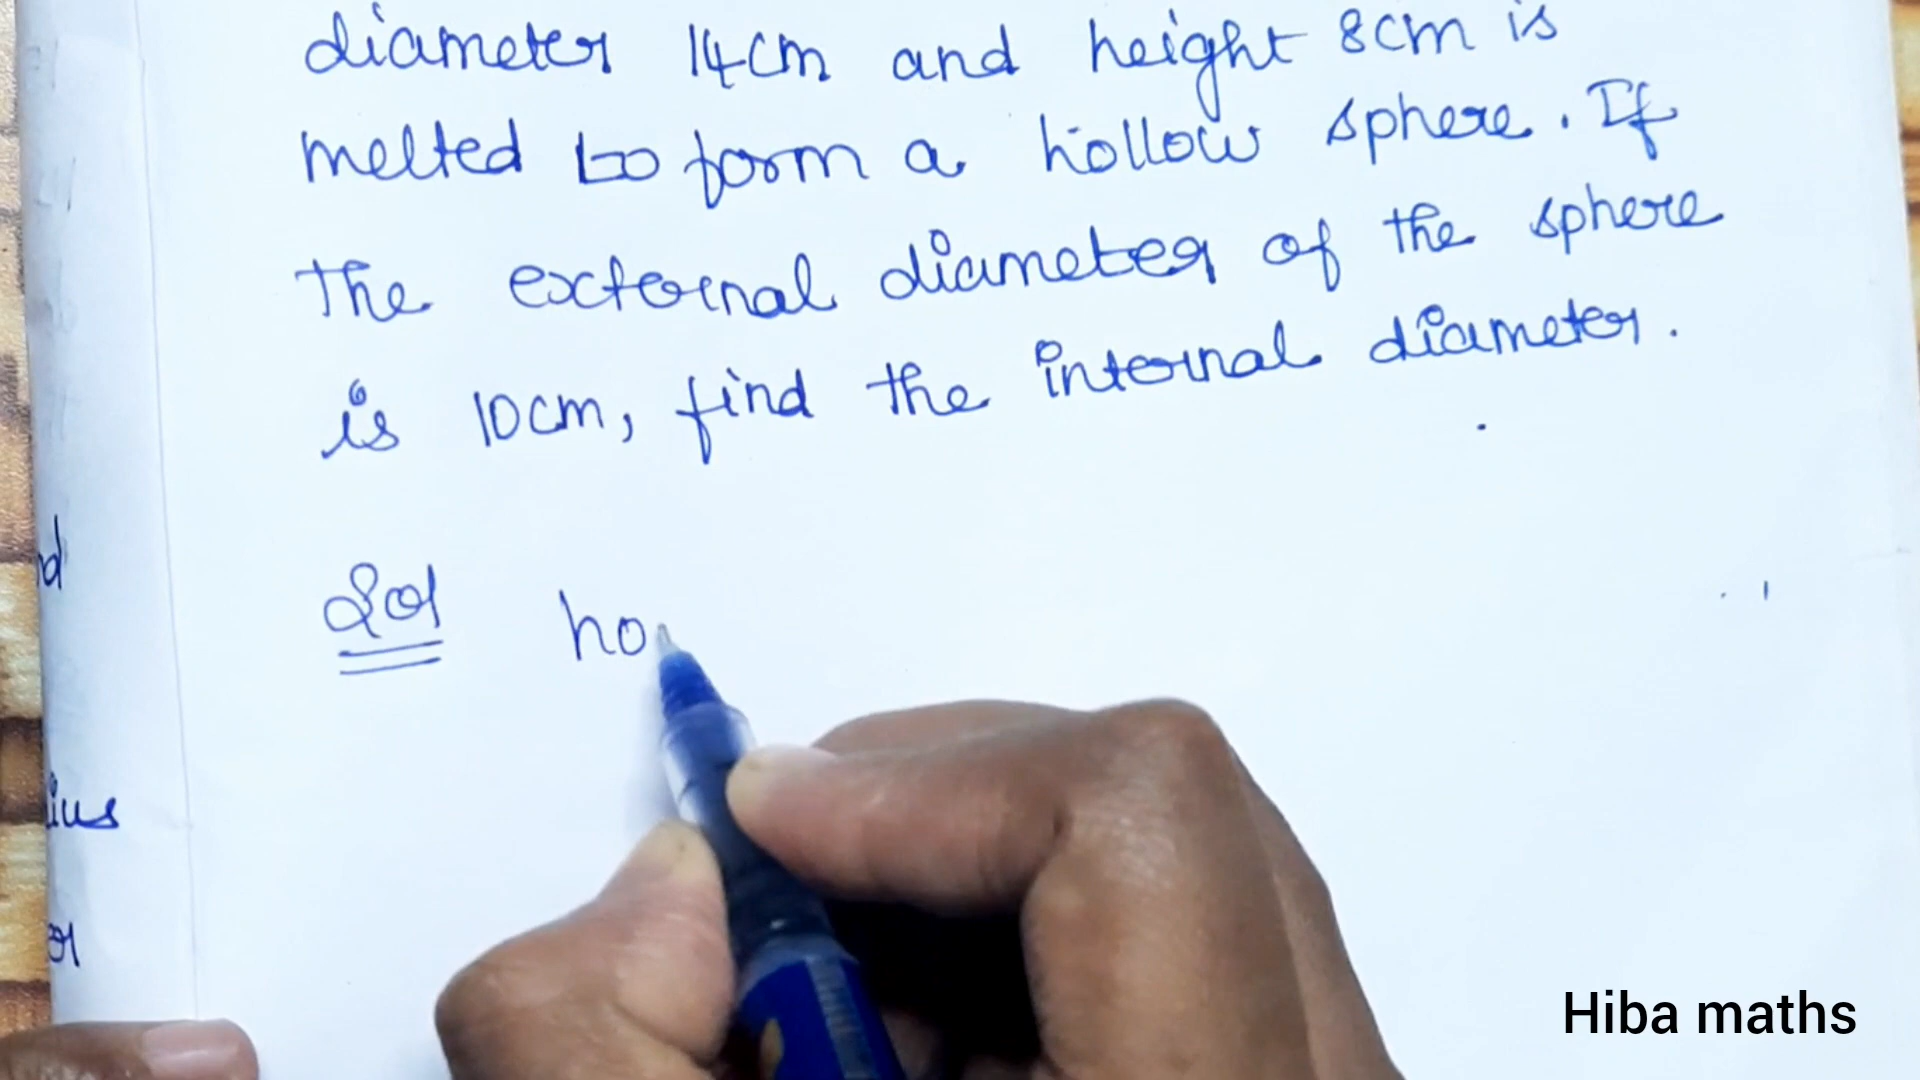 diameter 14cm and height 8cm is
melted to form a hollow sphere. If
the external diameter of the sphere
is 10cm, find the internal diameter.
Sol
ho
d
ius
Hiba maths